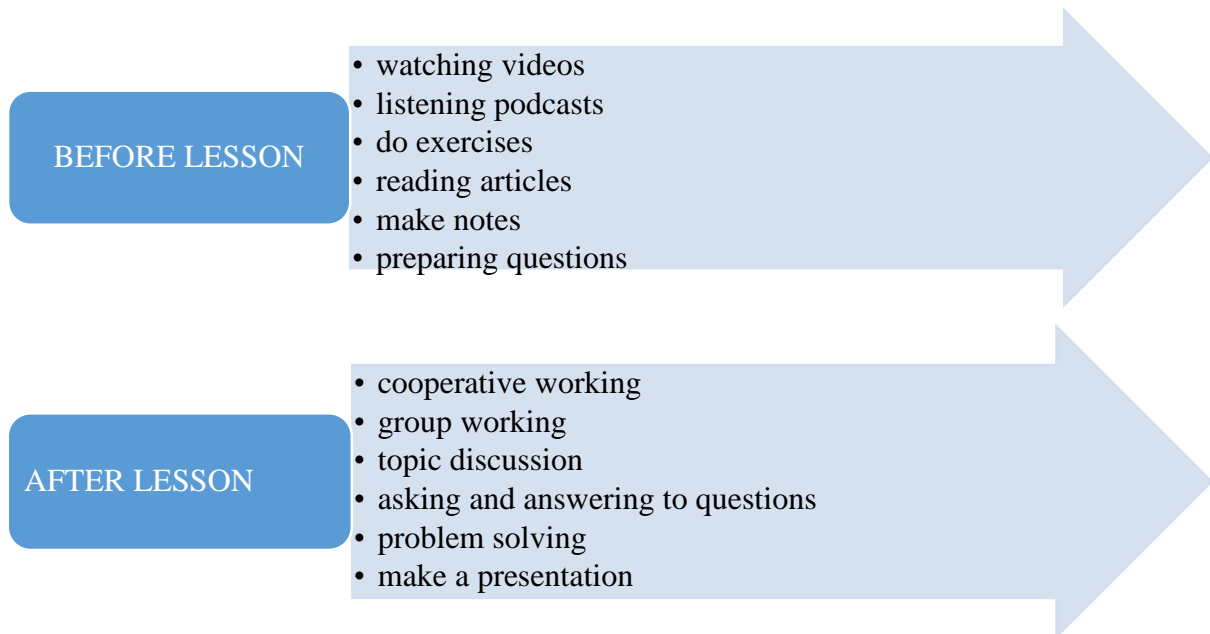 BEFORE LESSON
• watching videos
• listening podcasts
• do exercises
• reading articles
• make notes
• preparing questions
AFTER LESSON
• cooperative working
• group working
• topic discussion
• asking and answering to questions
• problem solving
• make a presentation